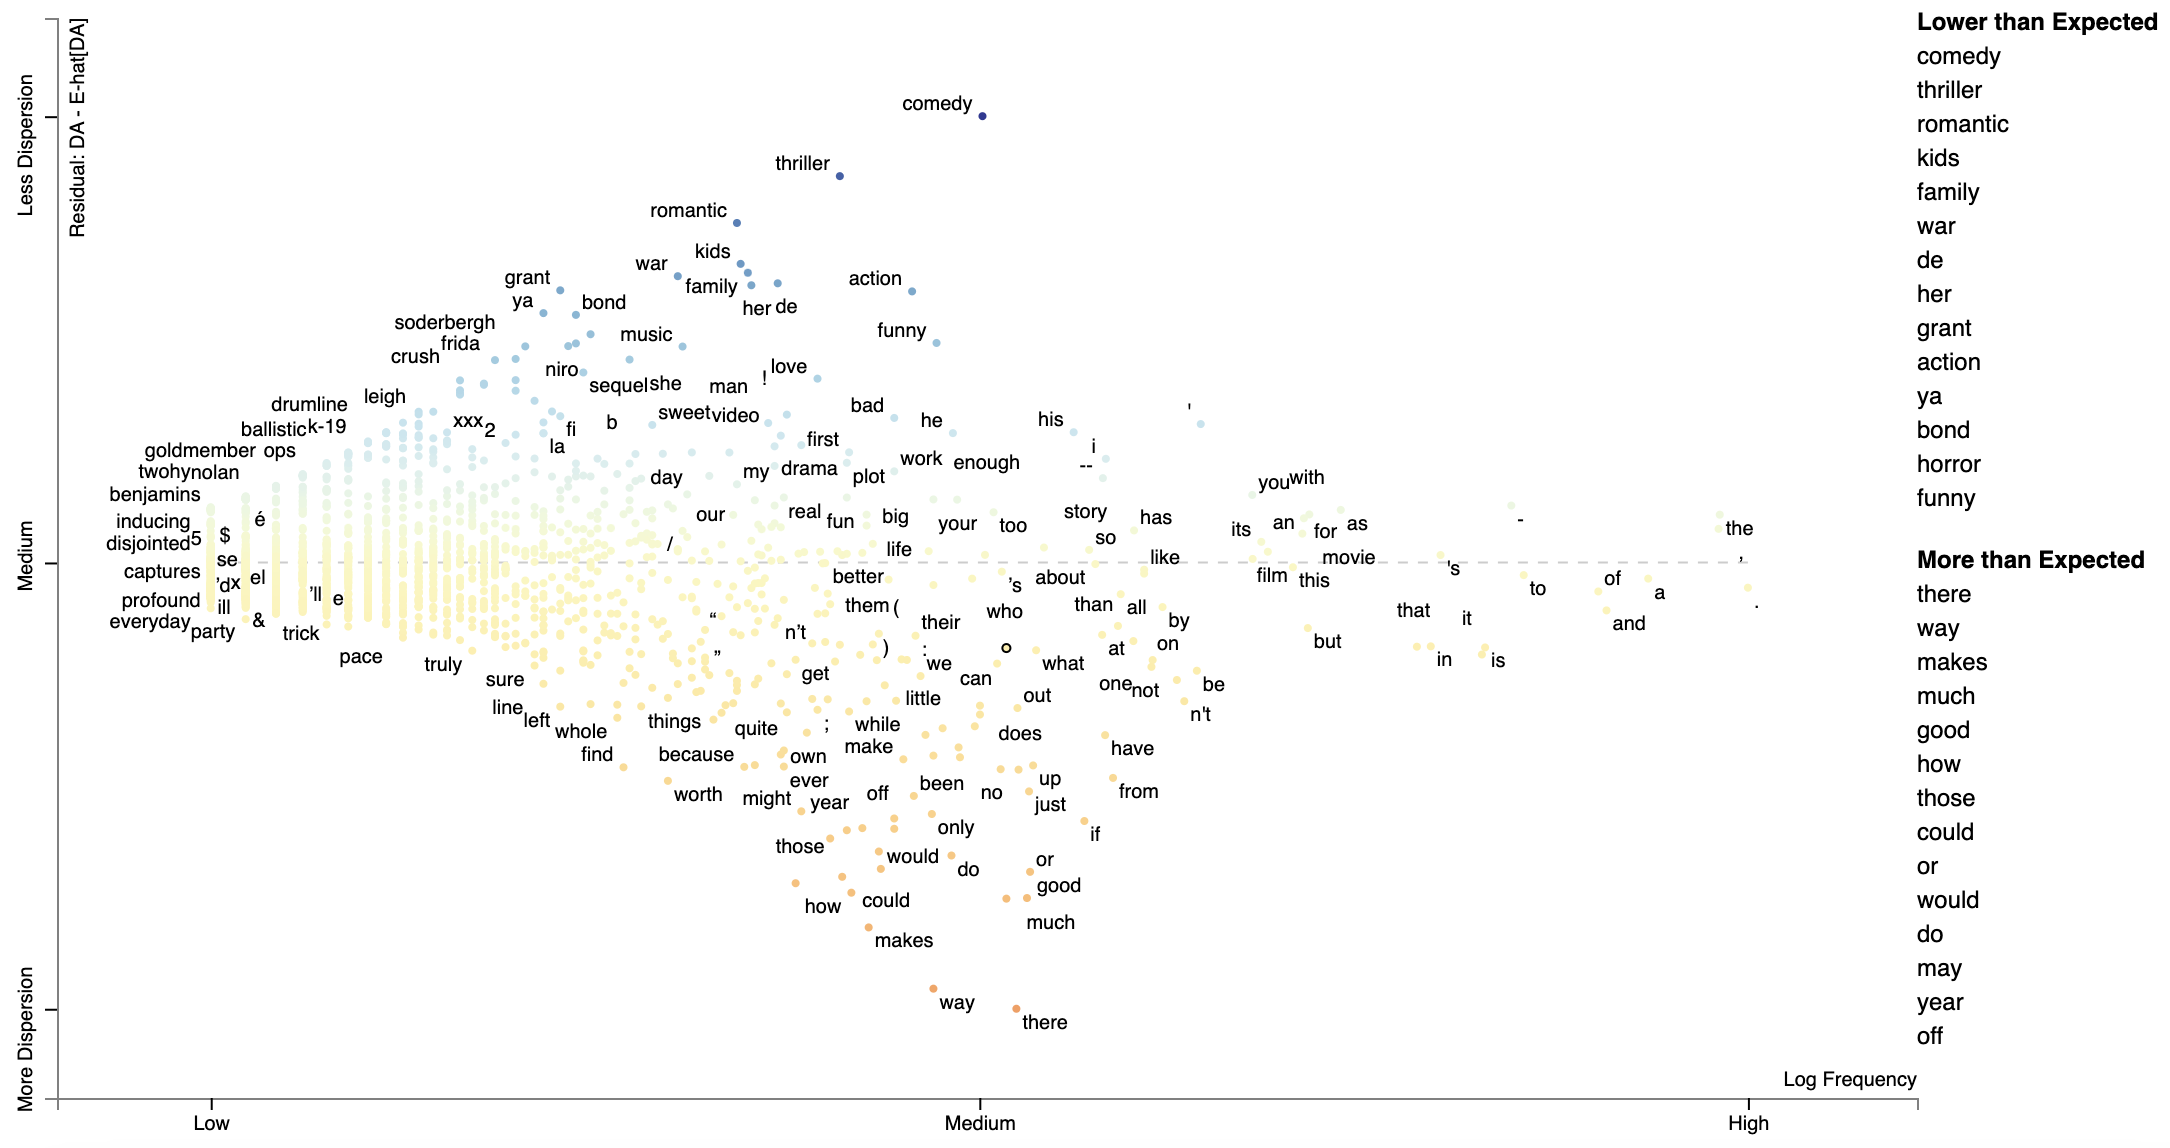 Less Dispersion
Medium
More Dispersion
Residual: DA - E-hat[DA]
comedy
thriller
romantic
kids
war
family
action
her de
grant
ya
bond
soderbergh
frida
crush
music
funny
niro
love
!
sequel she
man
leigh
drumline
ballistic k-19
xxx 2
fi
b
sweet video
bad
he
his
'
la
first
i
goldmember ops
twohy nolan
my
drama
plot
work
enough
--
day
you with
benjamins
inducing
disjointed 5
$
é
our
real
fun
big
your
too
story
has
so
its
an
for
as
-
the
/
life
like
movie
,
captures
se
'd x
el
better
's
about
film
this
's
to
of
a
.
profound
ill
'll
e
them (
their
who
than
all
by
that
it
and
everyday
party
&
trick
“
n’t
but
pace
truly
”
)
:
we
what
at
on
in
is
sure
get
can
one not
be
line
left
whole
things
quite
;
little
while
out
n't
find
because
own
make
does
have
worth
ever
might
year
off
been
no
up
just
from
those
only
if
would
do
or
good
how
could
much
makes
way
there
Low
Medium
High
Log Frequency
Lower than Expected
comedy
thriller
romantic
kids
family
war
de
her
grant
action
ya
bond
horror
funny
More than Expected
there
way
makes
much
good
how
those
could
or
would
do
may
year
off